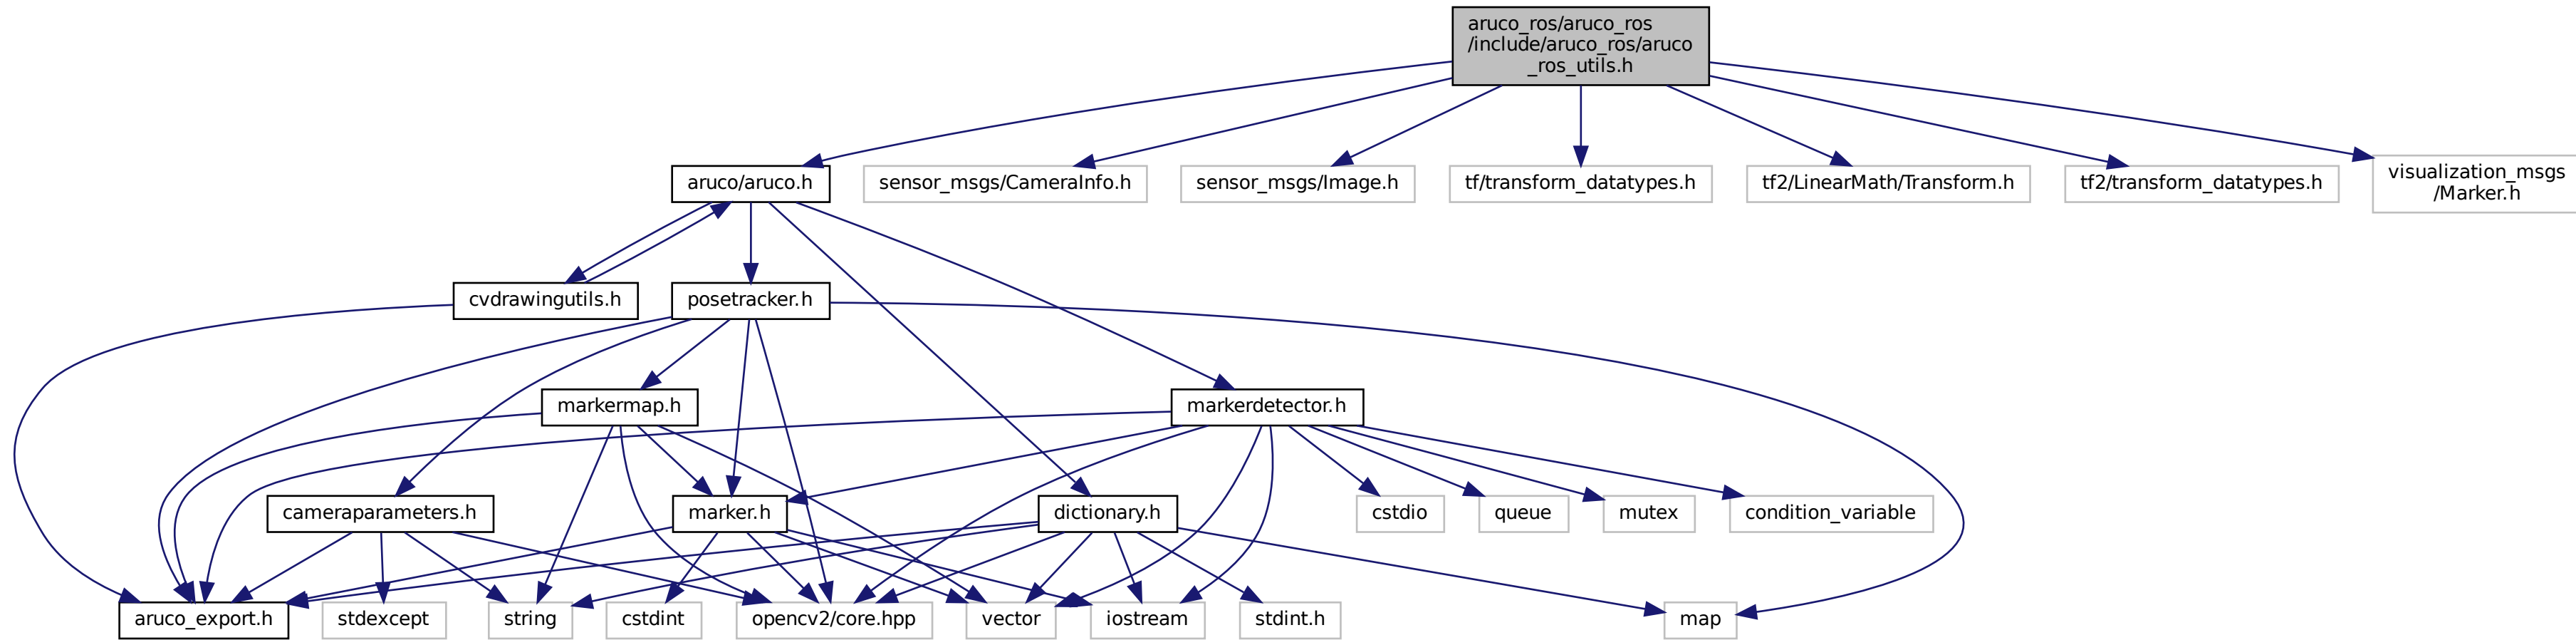 aruco_ros/aruco_ros
/include/aruco_ros/aruco
_ros_utils.h
aruco/aruco.h
sensor_msgs/CameraInfo.h
sensor_msgs/Image.h
tf/transform_datatypes.h
tf2/LinearMath/Transform.h
tf2/transform_datatypes.h
visualization_msgs
/Marker.h
cvdrawingutils.h
posetracker.h
markermap.h
markerdetector.h
cameraparameters.h
marker.h
dictionary.h
cstdio
queue
mutex
condition_variable
aruco_export.h
stdexcept
string
cstdint
opencv2/core.hpp
vector
iostream
stdint.h
map